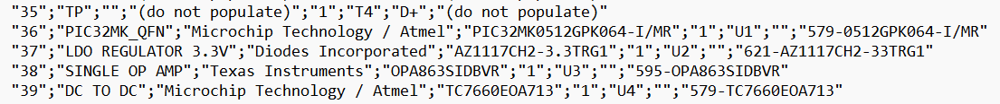 "35";"TP";"";"(do not populate)";"1";"T4";"D+";"(do not populate)"
"36";"PIC32MK_QFN";"Microchip Technology / Atmel";"PIC32MK0512GPK064-I/MR";"1";"U1";"";"579-0512GPK064-I/MR"
"37";"LDO REGULATOR 3.3V";"Diodes Incorporated";"AZ1117CH2-3.3TRG1";"1";"U2";"";"621-AZ1117CH2-33TRG1"
"38";"SINGLE OP AMP";"Texas Instruments";"OPA863SIDBVR";"1";"U3";"";"595-OPA863SIDBVR"
"39";"DC TO DC";"Microchip Technology / Atmel";"TC7660EOA713";"1";"U4";"";"579-TC7660EOA713"